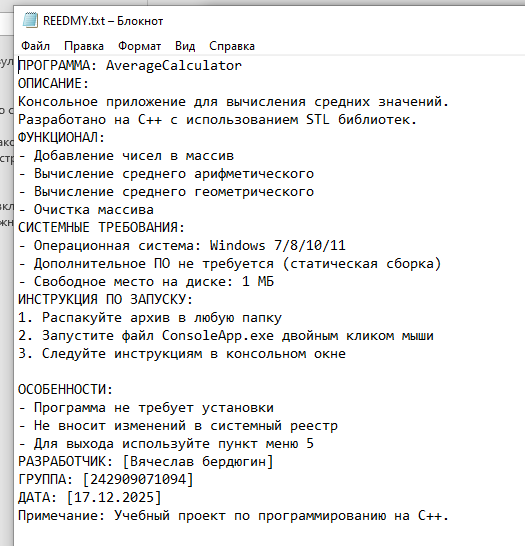 REEDMY.txt – Блокнот
Файл Правка Формат Вид Справка
ПРОГРАММА: AverageCalculator
ОПИСАНИЕ:
Консольное приложение для вычисления средних значений.
Разработано на C++ с использованием STL библиотек.
ФУНКЦИОНАЛ:
- Добавление чисел в массив
- Вычисление среднего арифметического
- Вычисление среднего геометрического
- Очистка массива
СИСТЕМНЫЕ ТРЕБОВАНИЯ:
- Операционная система: Windows 7/8/10/11
- Дополнительное ПО не требуется (статическая сборка)
- Свободное место на диске: 1 МБ
ИНСТРУКЦИЯ ПО ЗАПУСКУ:
1. Распакуйте архив в любую папку
2. Запустите файл ConsoleApp.exe двойным кликом мыши
3. Следуйте инструкциям в консольном окне
ОСОБЕННОСТИ:
- Программа не требует установки
- Не вносит изменений в системный реестр
- Для выхода используйте пункт меню 5
РАЗРАБОТЧИК: [Вячеслав бердюгин]
ГРУППА: [242909071094]
ДАТА: [17.12.2025]
Примечание: Учебный проект по программированию на C++.